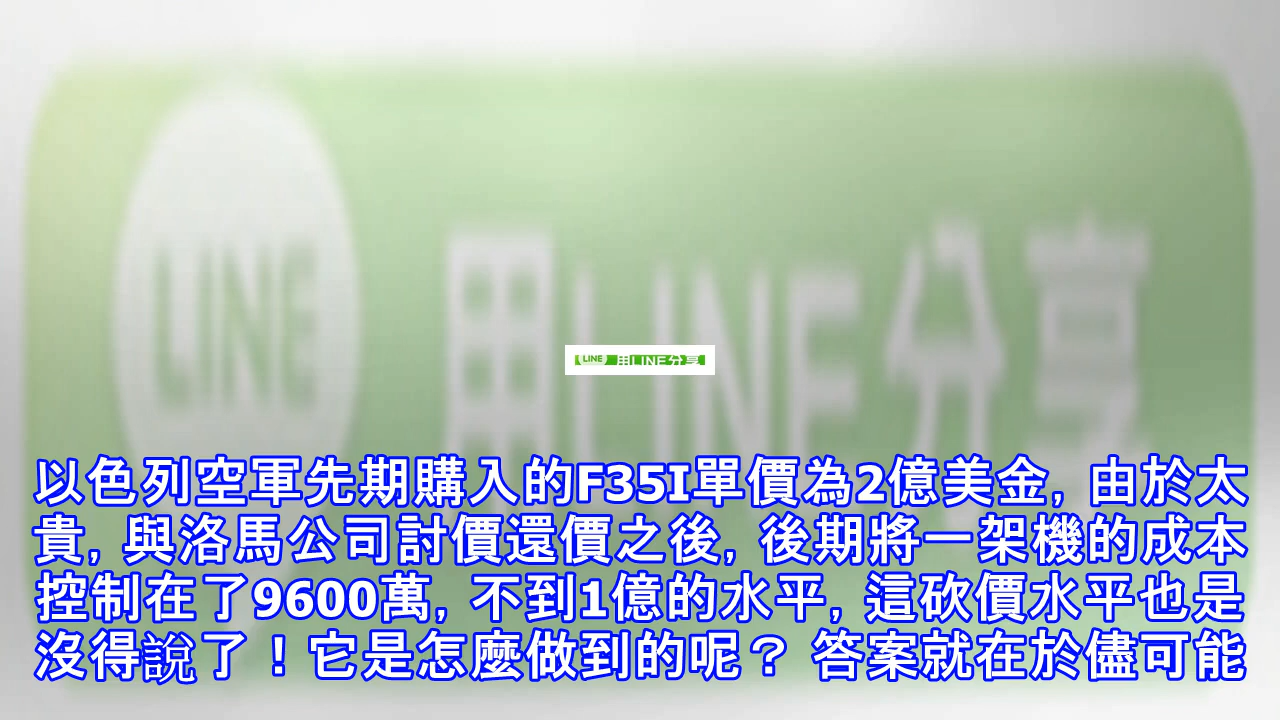 LINE 用LINE分享
LINE 用LINE分享
以色列空軍先期購入的F35I單價為2億美金, 由於太
貴, 與洛馬公司討價還價之後, 後期將一架機的成本
控制在了9600萬, 不到1億的水平, 這砍價水平也是
沒得說了！它是怎麼做到的呢？ 答案就在於儘可能